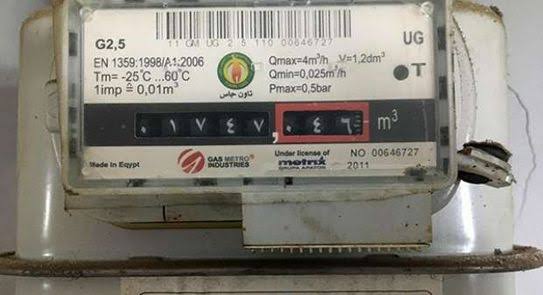 11 GM UG 2 5 110 00646727
G2,5
UG
EN 1359:1998/A1:2006
Tm= -25°C ...60°C
1imp ≙ 0,01m³
Qmax=4m³/h V=1,2dm³
Qmin=0,025m³/h
Pmax=0,5bar
T
تاون جاس
٠١٧٤٧,٠٤٦ m³
Made in Egypt
GAS METRO INDUSTRIES
Under license of
metrix
GRUPA APATOR
NO 00646727
2011